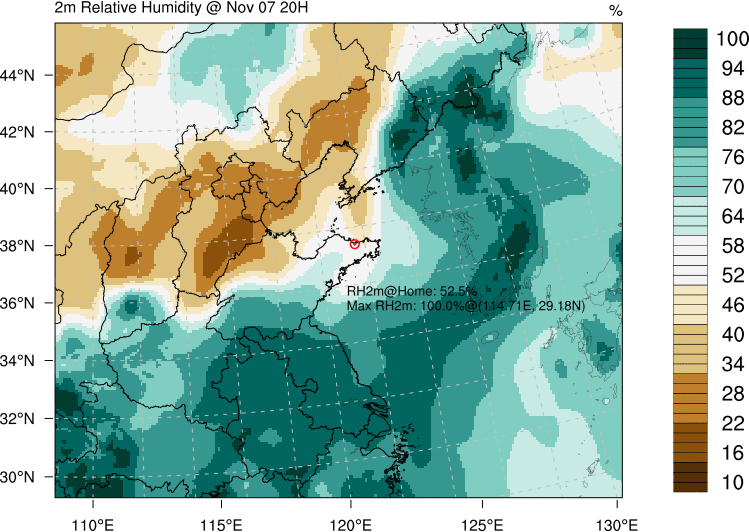 2m Relative Humidity @ Nov 07 20H
%
44°N
42°N
40°N
38°N
36°N
34°N
32°N
30°N
RH2m@Home: 52.5%
Max RH2m: 100.0%@(114.71E, 29.18N)
110°E
115°E
120°E
125°E
130°E
100
94
88
82
76
70
64
58
52
46
40
34
28
22
16
10